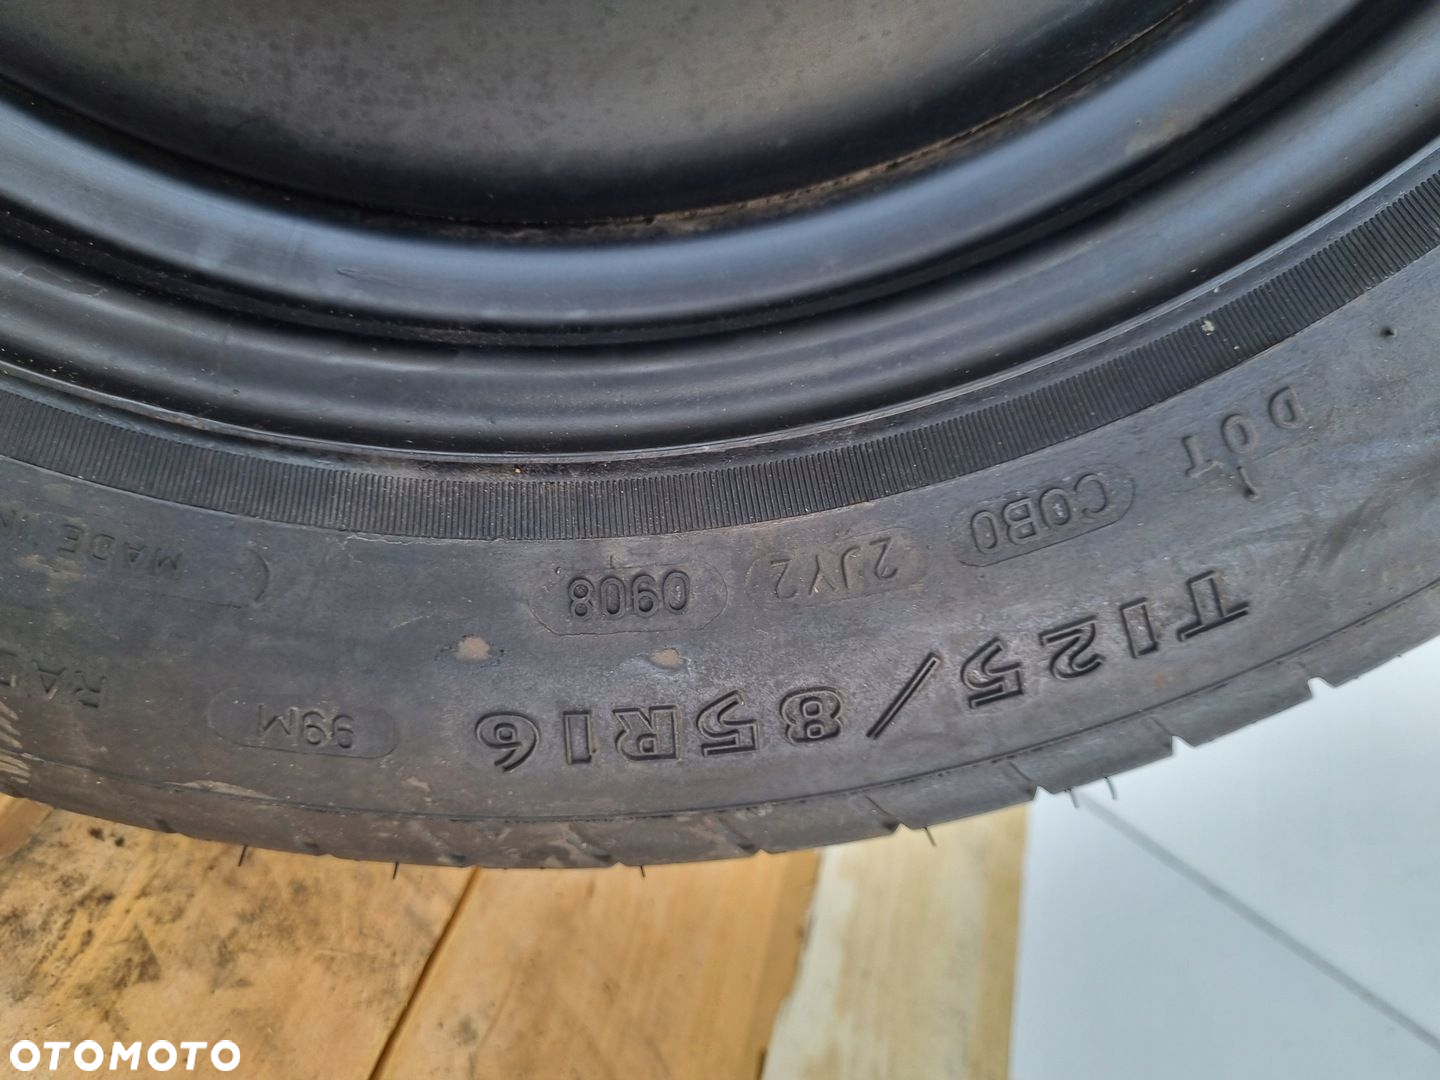 DOT
C0B0
2JY2
0908
MADE IN
T125/85R16
99M
OTOMOTO